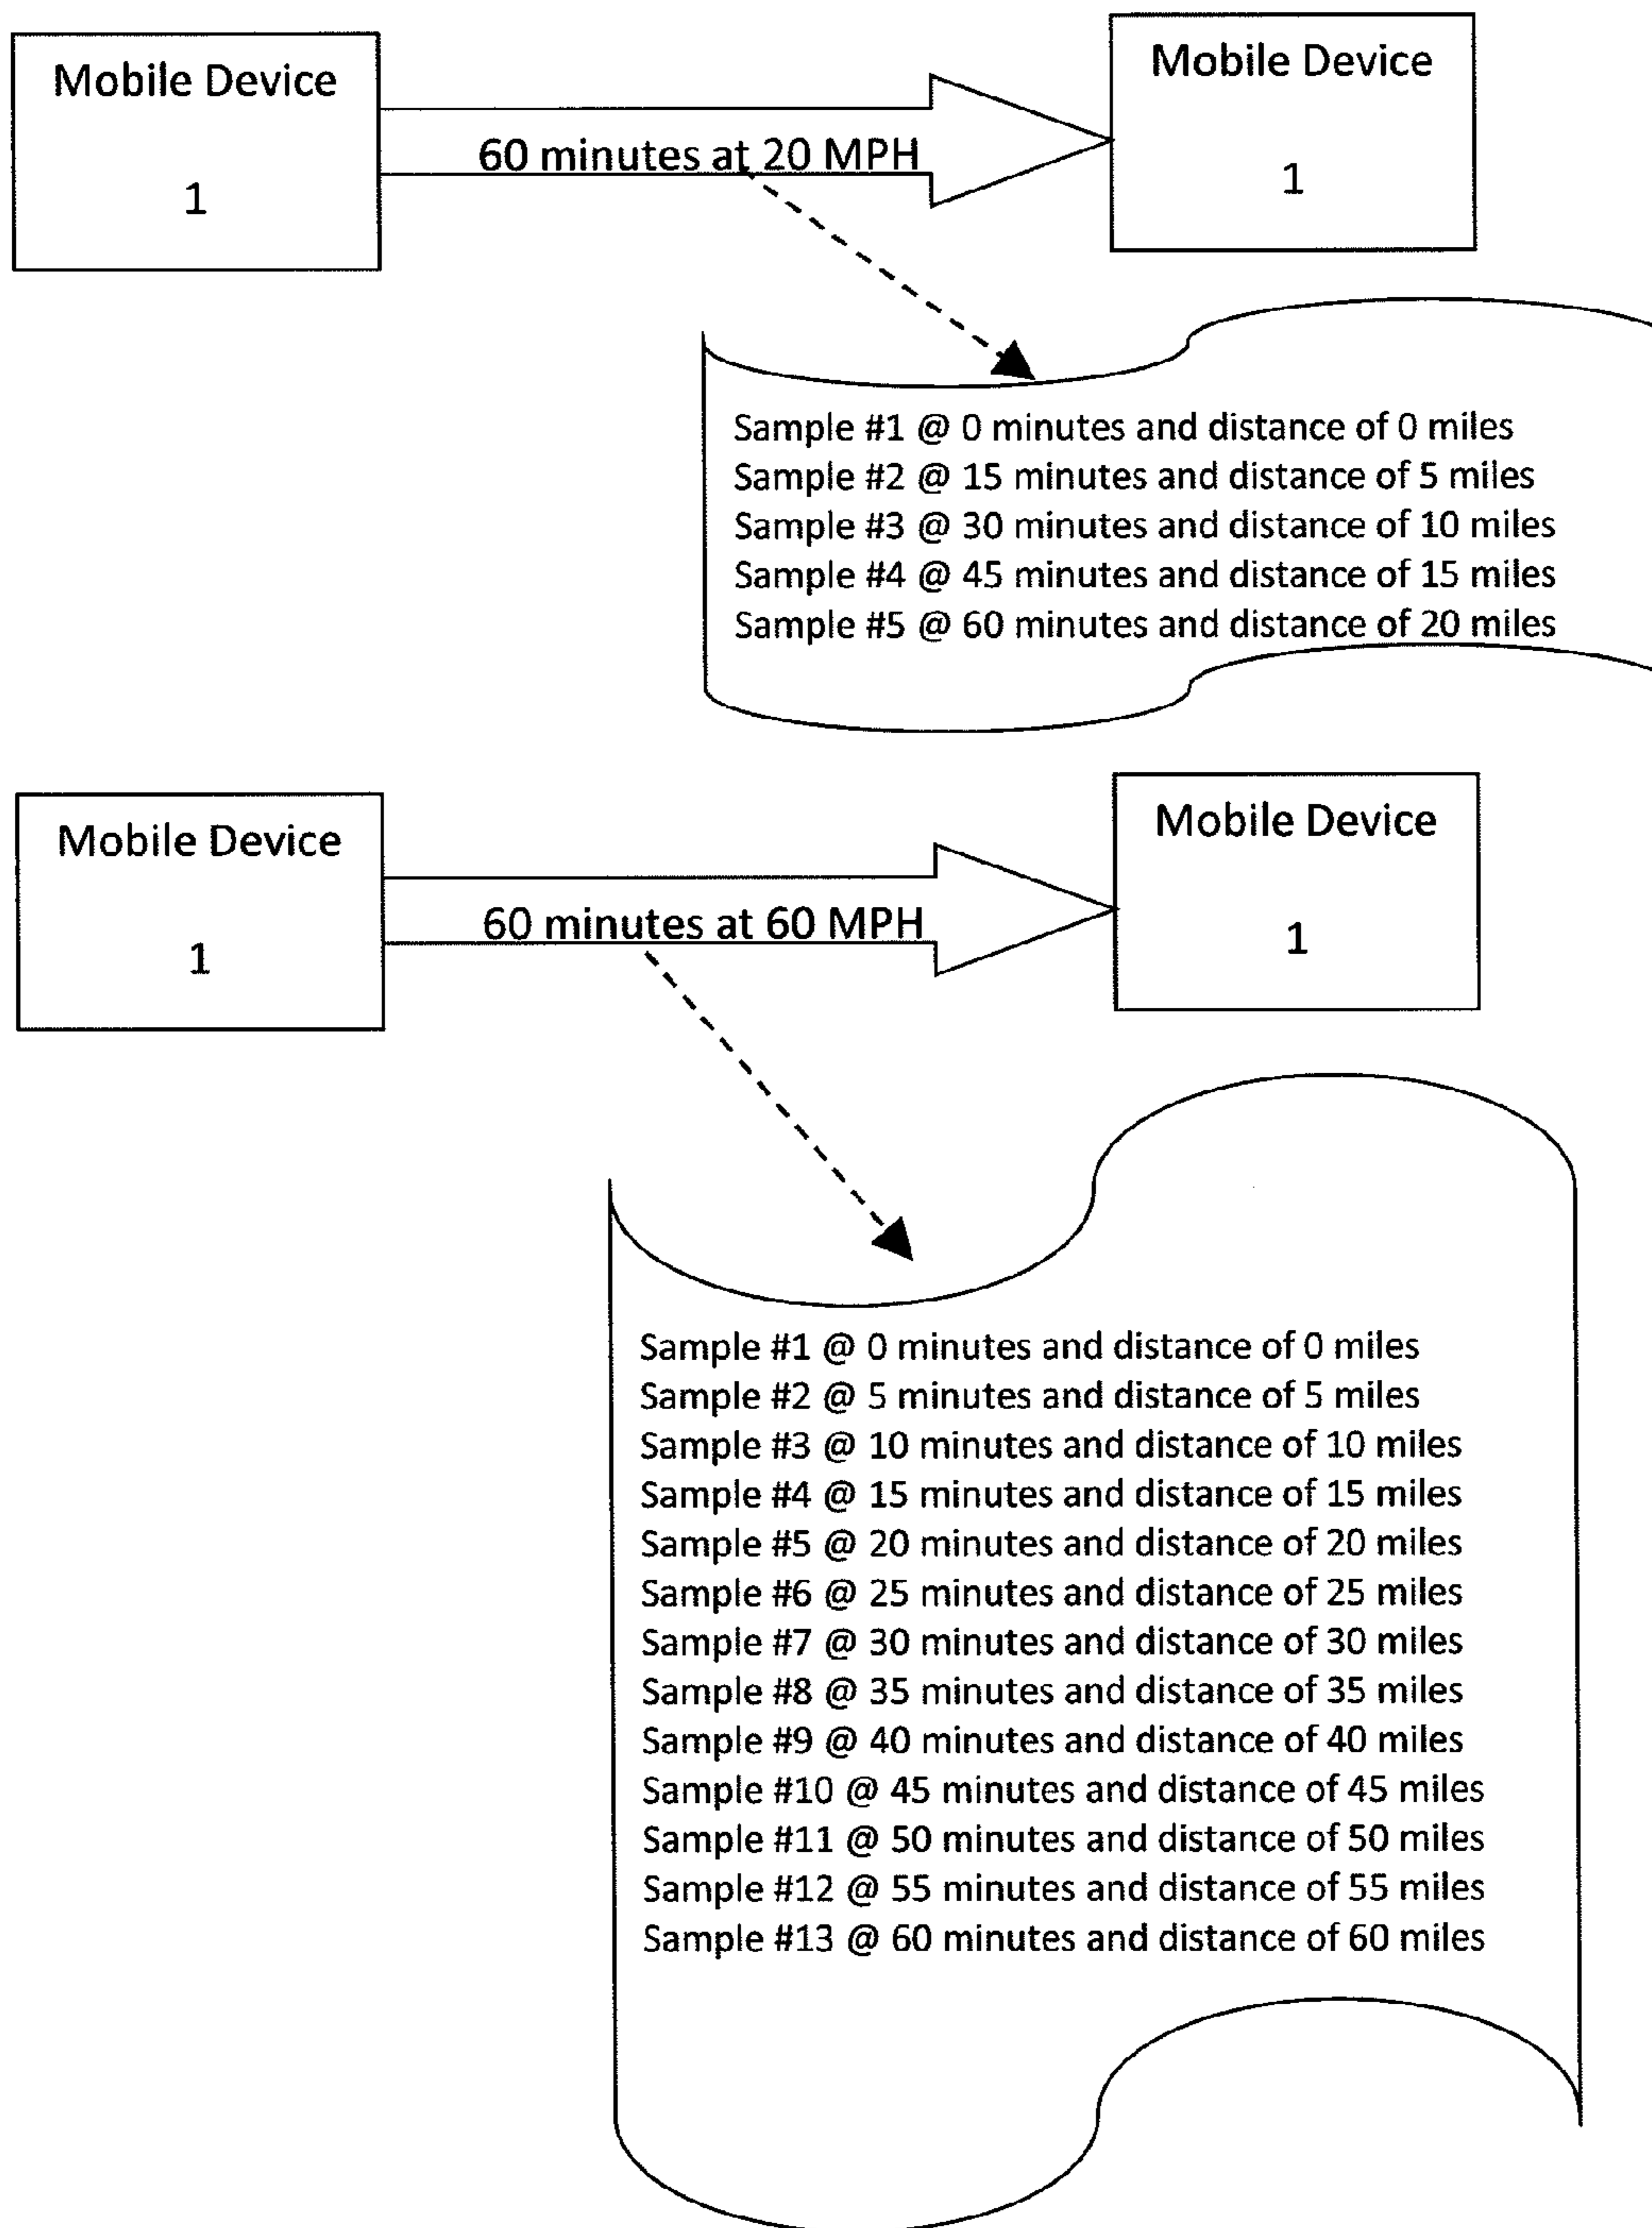 Mobile Device
1
60 minutes at 20 MPH
Mobile Device
1
Sample #1 @ 0 minutes and distance of 0 miles
Sample #2 @ 15 minutes and distance of 5 miles
Sample #3 @ 30 minutes and distance of 10 miles
Sample #4 @ 45 minutes and distance of 15 miles
Sample #5 @ 60 minutes and distance of 20 miles
Mobile Device
1
60 minutes at 60 MPH
Mobile Device
1
Sample #1 @ 0 minutes and distance of 0 miles
Sample #2 @ 5 minutes and distance of 5 miles
Sample #3 @ 10 minutes and distance of 10 miles
Sample #4 @ 15 minutes and distance of 15 miles
Sample #5 @ 20 minutes and distance of 20 miles
Sample #6 @ 25 minutes and distance of 25 miles
Sample #7 @ 30 minutes and distance of 30 miles
Sample #8 @ 35 minutes and distance of 35 miles
Sample #9 @ 40 minutes and distance of 40 miles
Sample #10 @ 45 minutes and distance of 45 miles
Sample #11 @ 50 minutes and distance of 50 miles
Sample #12 @ 55 minutes and distance of 55 miles
Sample #13 @ 60 minutes and distance of 60 miles